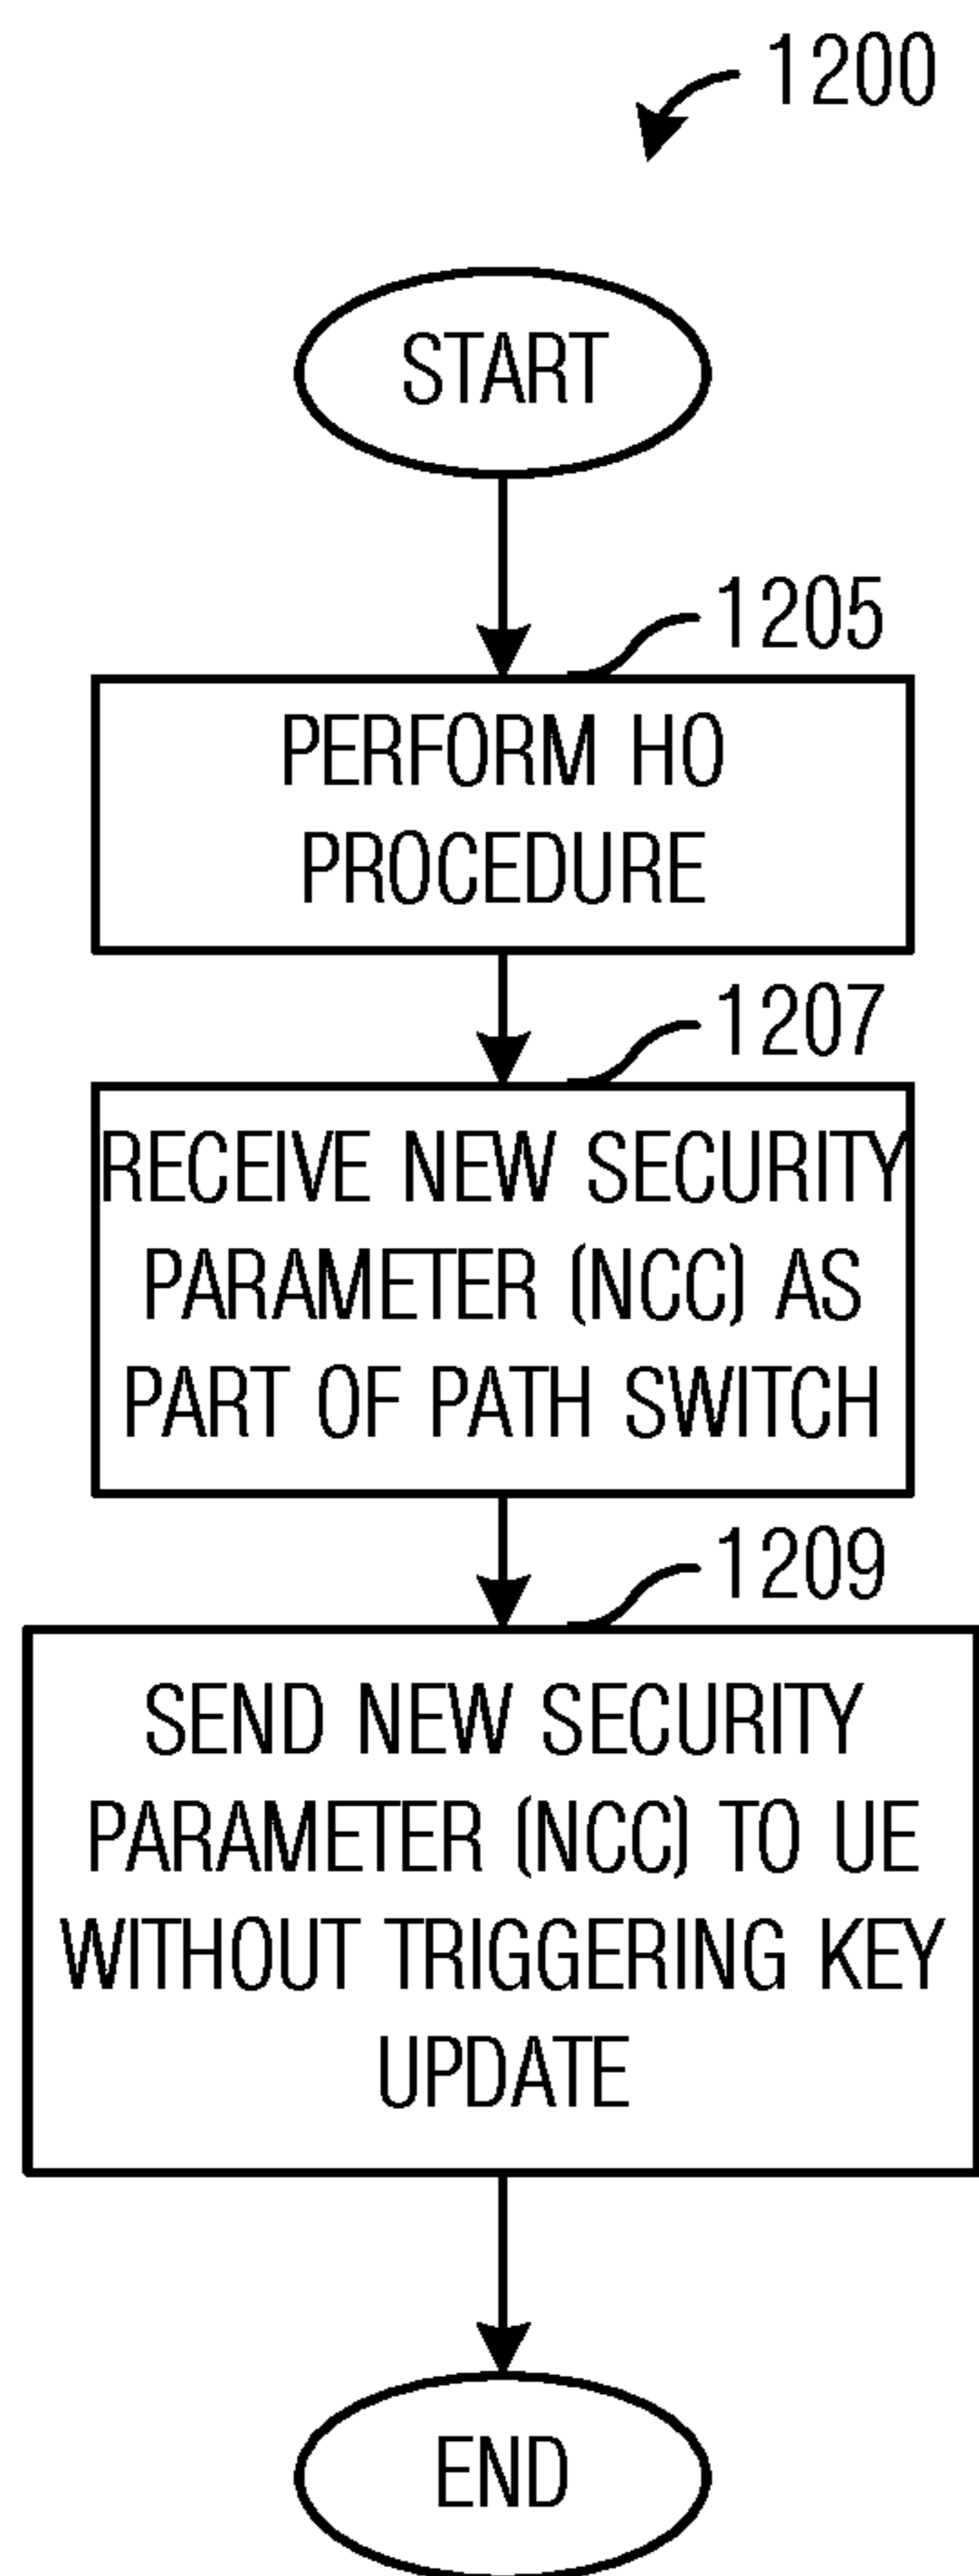 1200
START
1205
PERFORM HO
PROCEDURE
1207
RECEIVE NEW SECURITY
PARAMETER (NCC) AS
PART OF PATH SWITCH
1209
SEND NEW SECURITY
PARAMETER (NCC) TO UE
WITHOUT TRIGGERING KEY
UPDATE
END